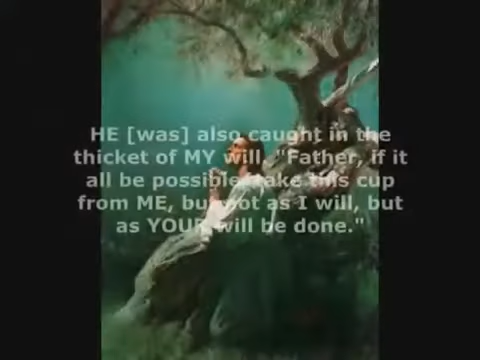 HE [was] also caught in the
thicket of MY will, "Father, if it
all be possible, take this cup
from ME, but not as I will, but
as YOUR will be done."